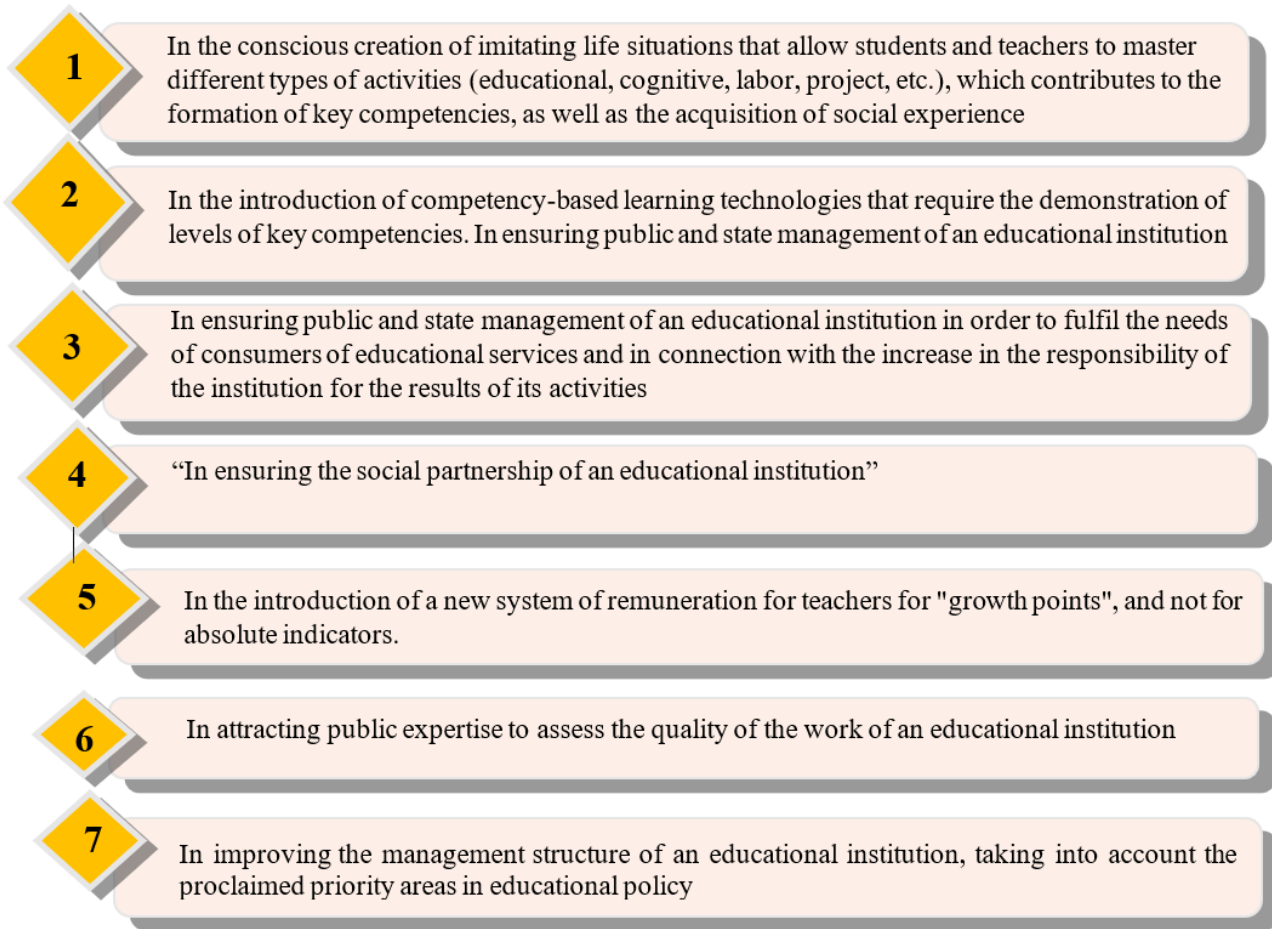 1
In the conscious creation of imitating life situations that allow students and teachers to master
different types of activities (educational, cognitive, labor, project, etc.), which contributes to the
formation of key competencies, as well as the acquisition of social experience
2
In the introduction of competency-based learning technologies that require the demonstration of
levels of key competencies. In ensuring public and state management of an educational institution
3
In ensuring public and state management of an educational institution in order to fulfil the needs
of consumers of educational services and in connection with the increase in the responsibility of
the institution for the results of its activities
4
“In ensuring the social partnership of an educational institution”
5
In the introduction of a new system of remuneration for teachers for "growth points", and not for
absolute indicators.
6
In attracting public expertise to assess the quality of the work of an educational institution
7
In improving the management structure of an educational institution, taking into account the
proclaimed priority areas in educational policy